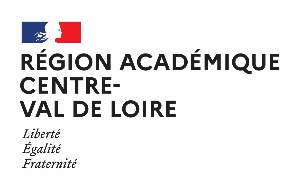 RÉGION ACADÉMIQUE
CENTRE-
VAL DE LOIRE
Liberté
Égalité
Fraternité